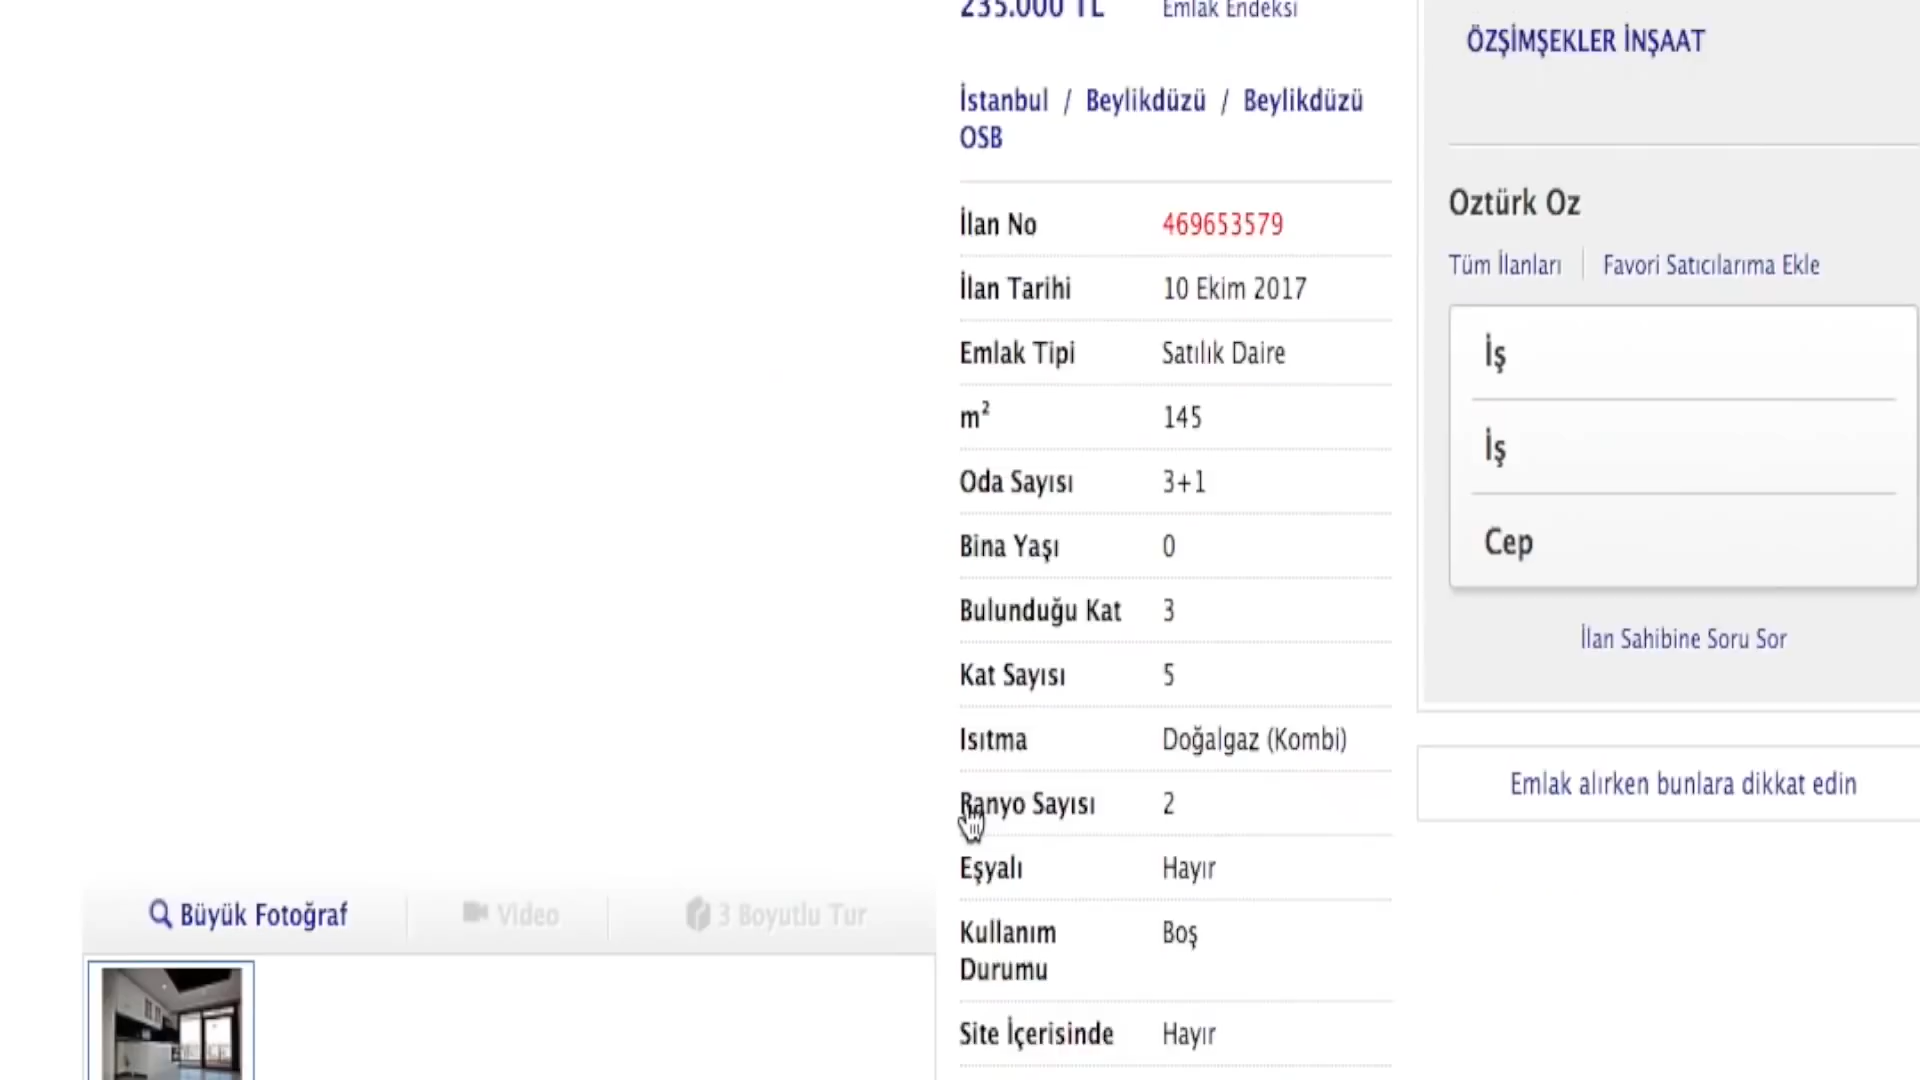 235.000 TL Emlak Endeksi
İstanbul / Beylikdüzü / Beylikdüzü
OSB
İlan No 469653579
İlan Tarihi 10 Ekim 2017
Emlak Tipi Satılık Daire
m² 145
Oda Sayısı 3+1
Bina Yaşı 0
Bulunduğu Kat 3
Kat Sayısı 5
Isıtma Doğalgaz (Kombi)
Banyo Sayısı 2
Eşyalı Hayır
Kullanım Boş
Durumu
Site İçerisinde Hayır
ÖZŞİMŞEKLER İNŞAAT
Oztürk Oz
Tüm İlanları Favori Satıcılarıma Ekle
İş
İş
Cep
İlan Sahibine Soru Sor
Emlak alırken bunlara dikkat edin
Büyük Fotoğraf Video 3 Boyutlu Tur